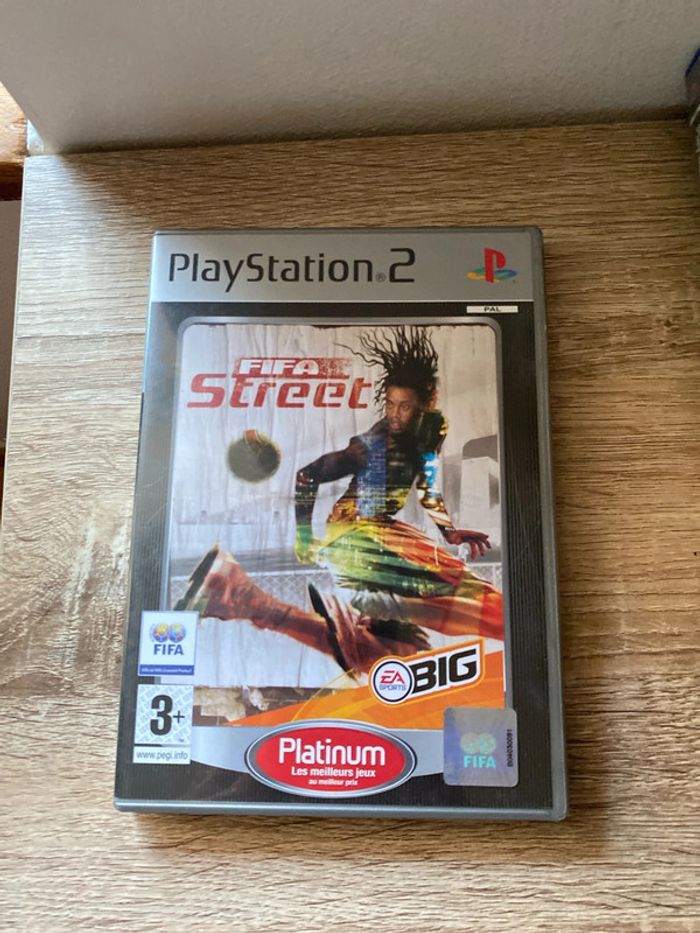 PlayStation®2
PAL
FIFA
Street
FIFA
3+
www.pegi.info
EA
SPORTS
BIG
Platinum
Les meilleurs jeux
au meilleur prix
FIFA